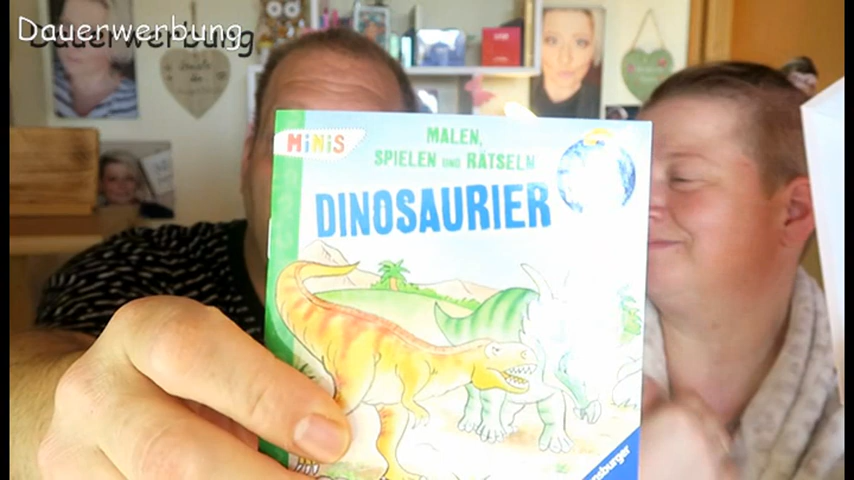 Dauerwerbung
MiNiS
MALEN,
SPIELEN UND RÄTSELN
DINOSAURIER